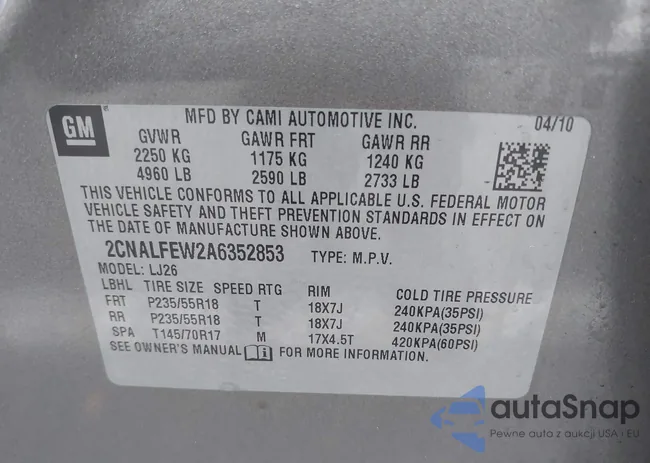 GM
MFD BY CAMI AUTOMOTIVE INC. 04/10
GVWR GAWR FRT GAWR RR
2250 KG 1175 KG 1240 KG
4960 LB 2590 LB 2733 LB
THIS VEHICLE CONFORMS TO ALL APPLICABLE U.S. FEDERAL MOTOR
VEHICLE SAFETY AND THEFT PREVENTION STANDARDS IN EFFECT ON
THE DATE OF MANUFACTURE SHOWN ABOVE.
2CNALFEW2A6352853 TYPE: M.P.V.
MODEL: LJ26
LBHL TIRE SIZE SPEED RTG RIM COLD TIRE PRESSURE
FRT P235/55R18 T 18X7J 240KPA(35PSI)
RR P235/55R18 T 18X7J 240KPA(35PSI)
SPA T145/70R17 M 17X4.5T 420KPA(60PSI)
SEE OWNER'S MANUAL FOR MORE INFORMATION.
autaSnap
Pewne auta z aukcji USA i EU